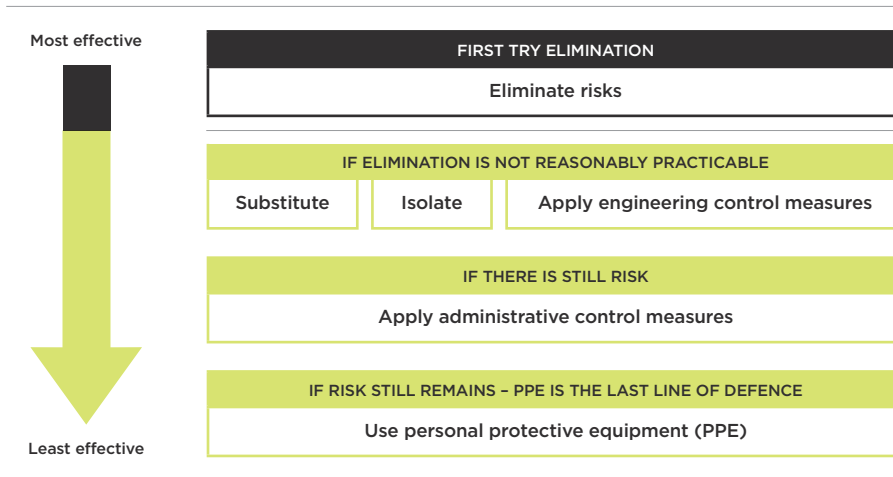 Most effective
FIRST TRY ELIMINATION
Eliminate risks
IF ELIMINATION IS NOT REASONABLY PRACTICABLE
Substitute
Isolate
Apply engineering control measures
IF THERE IS STILL RISK
Apply administrative control measures
IF RISK STILL REMAINS – PPE IS THE LAST LINE OF DEFENCE
Use personal protective equipment (PPE)
Least effective